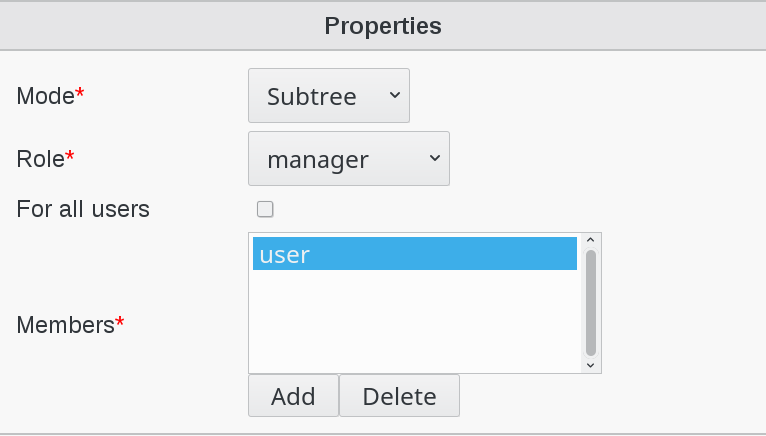 Properties
Mode* Subtree
Role* manager
For all users
user
Members*
Add Delete